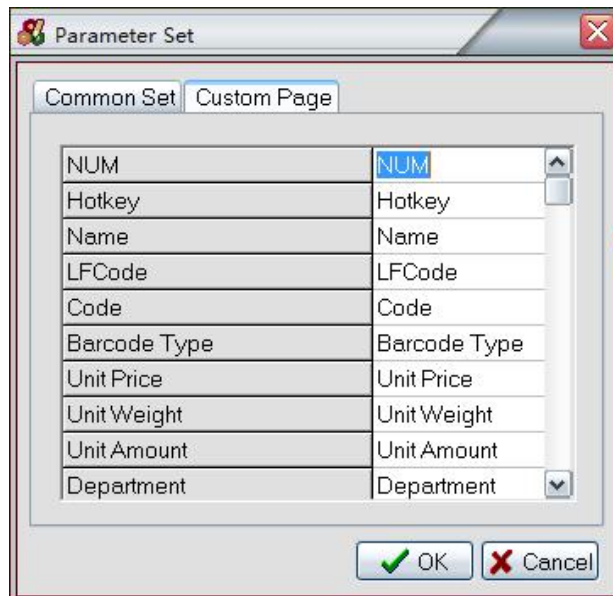 Parameter Set
Common Set Custom Page
NUM NUM
Hotkey Hotkey
Name Name
LFCode LFCode
Code Code
Barcode Type Barcode Type
Unit Price Unit Price
Unit Weight Unit Weight
Unit Amount Unit Amount
Department Department
OK Cancel